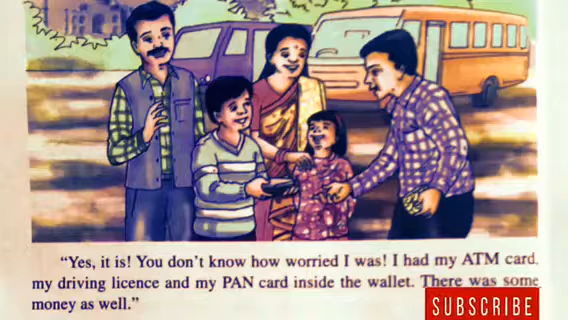 "Yes, it is! You don't know how worried I was! I had my ATM card,
my driving licence and my PAN card inside the wallet. There was some
money as well."
SUBSCRIBE